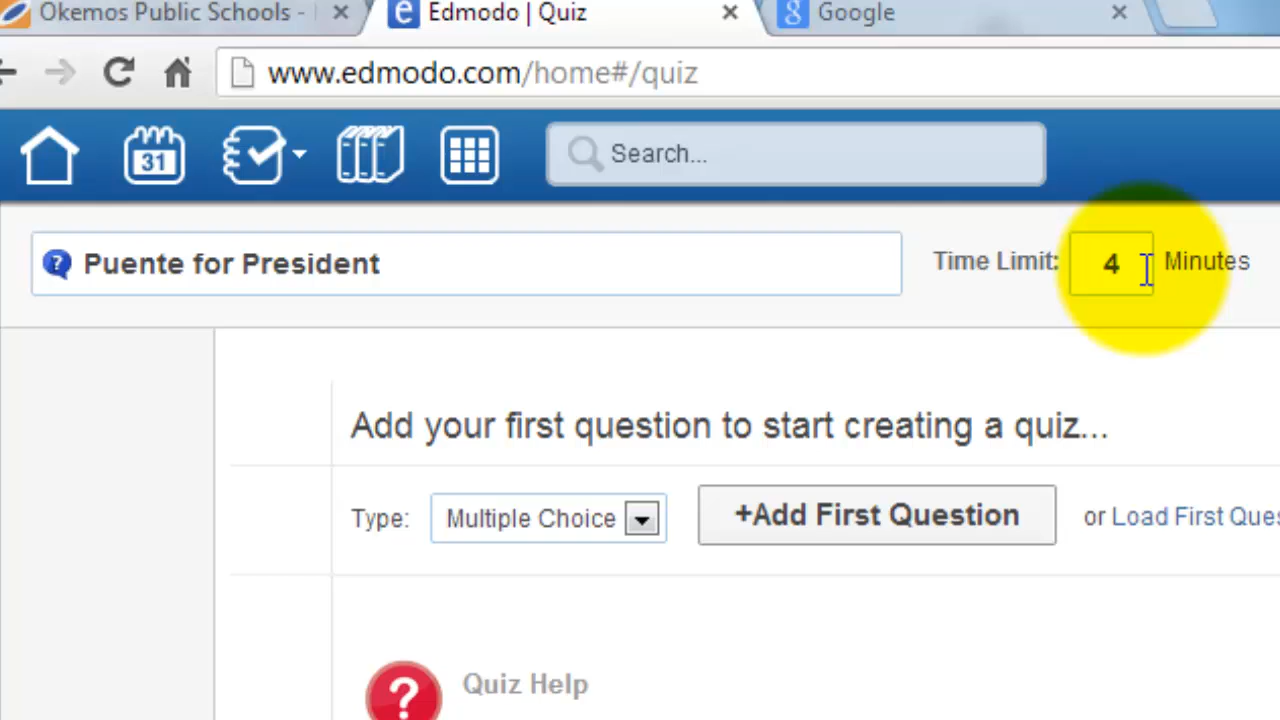 Okemos Public Schools -
Edmodo | Quiz
Google
www.edmodo.com/home#/quiz
31
Search...
Puente for President
Time Limit: 4 Minutes
Add your first question to start creating a quiz...
Type: Multiple Choice +Add First Question or Load First Ques
Quiz Help